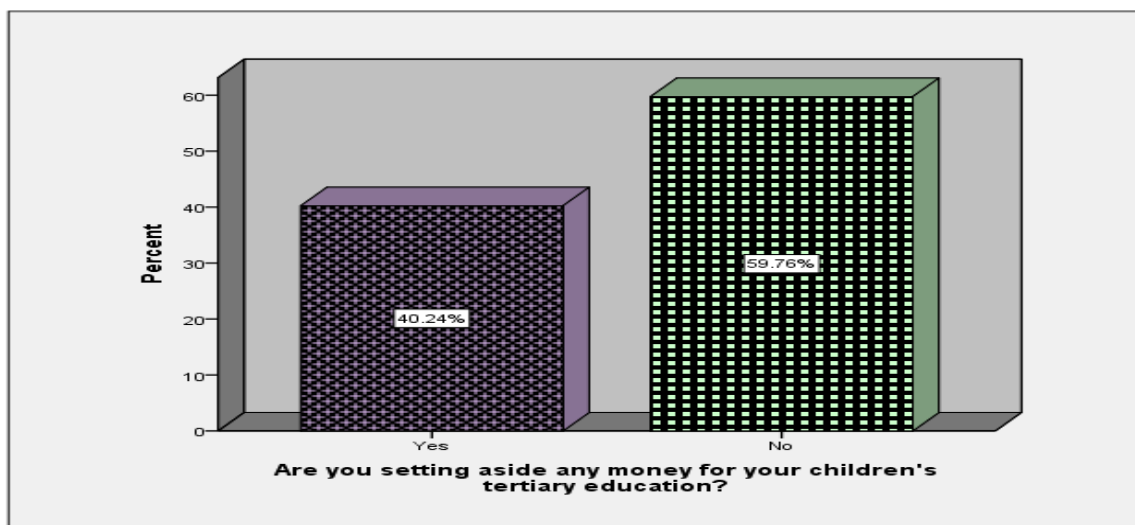 60
50
40
30
20
10
0
Percent
40.24%
59.76%
Yes
No
Are you setting aside any money for your children's
tertiary education?